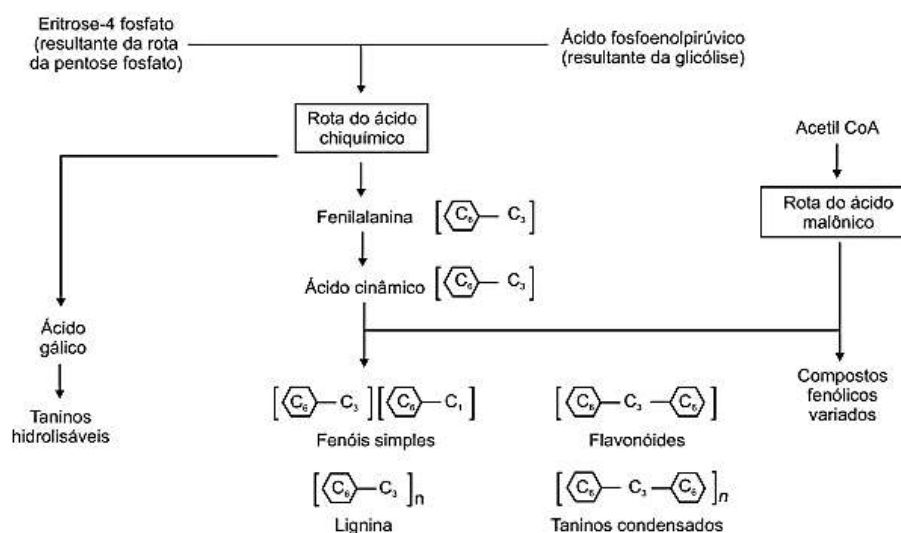 Eritrose-4 fosfato
(resultante da rota
da pentose fosfato)
Ácido fosfoenolpirúvico
(resultante da glicólise)
Rota do ácido
chiquímico
Acetil CoA
Rota do ácido
malônico
Fenilalanina [C₆ — C₃]
Ácido cinâmico [C₆ — C₃]
Ácido
gálico
Taninos
hidrolisáveis
[C₆ — C₃] [C₆ — C₁]
Fenóis simples
[C₆ — C₃ — C₆]
Flavonóides
Compostos
fenólicos
variados
[C₆ — C₃]n
Lignina
[C₆ — C₃ — C₆]n
Taninos condensados